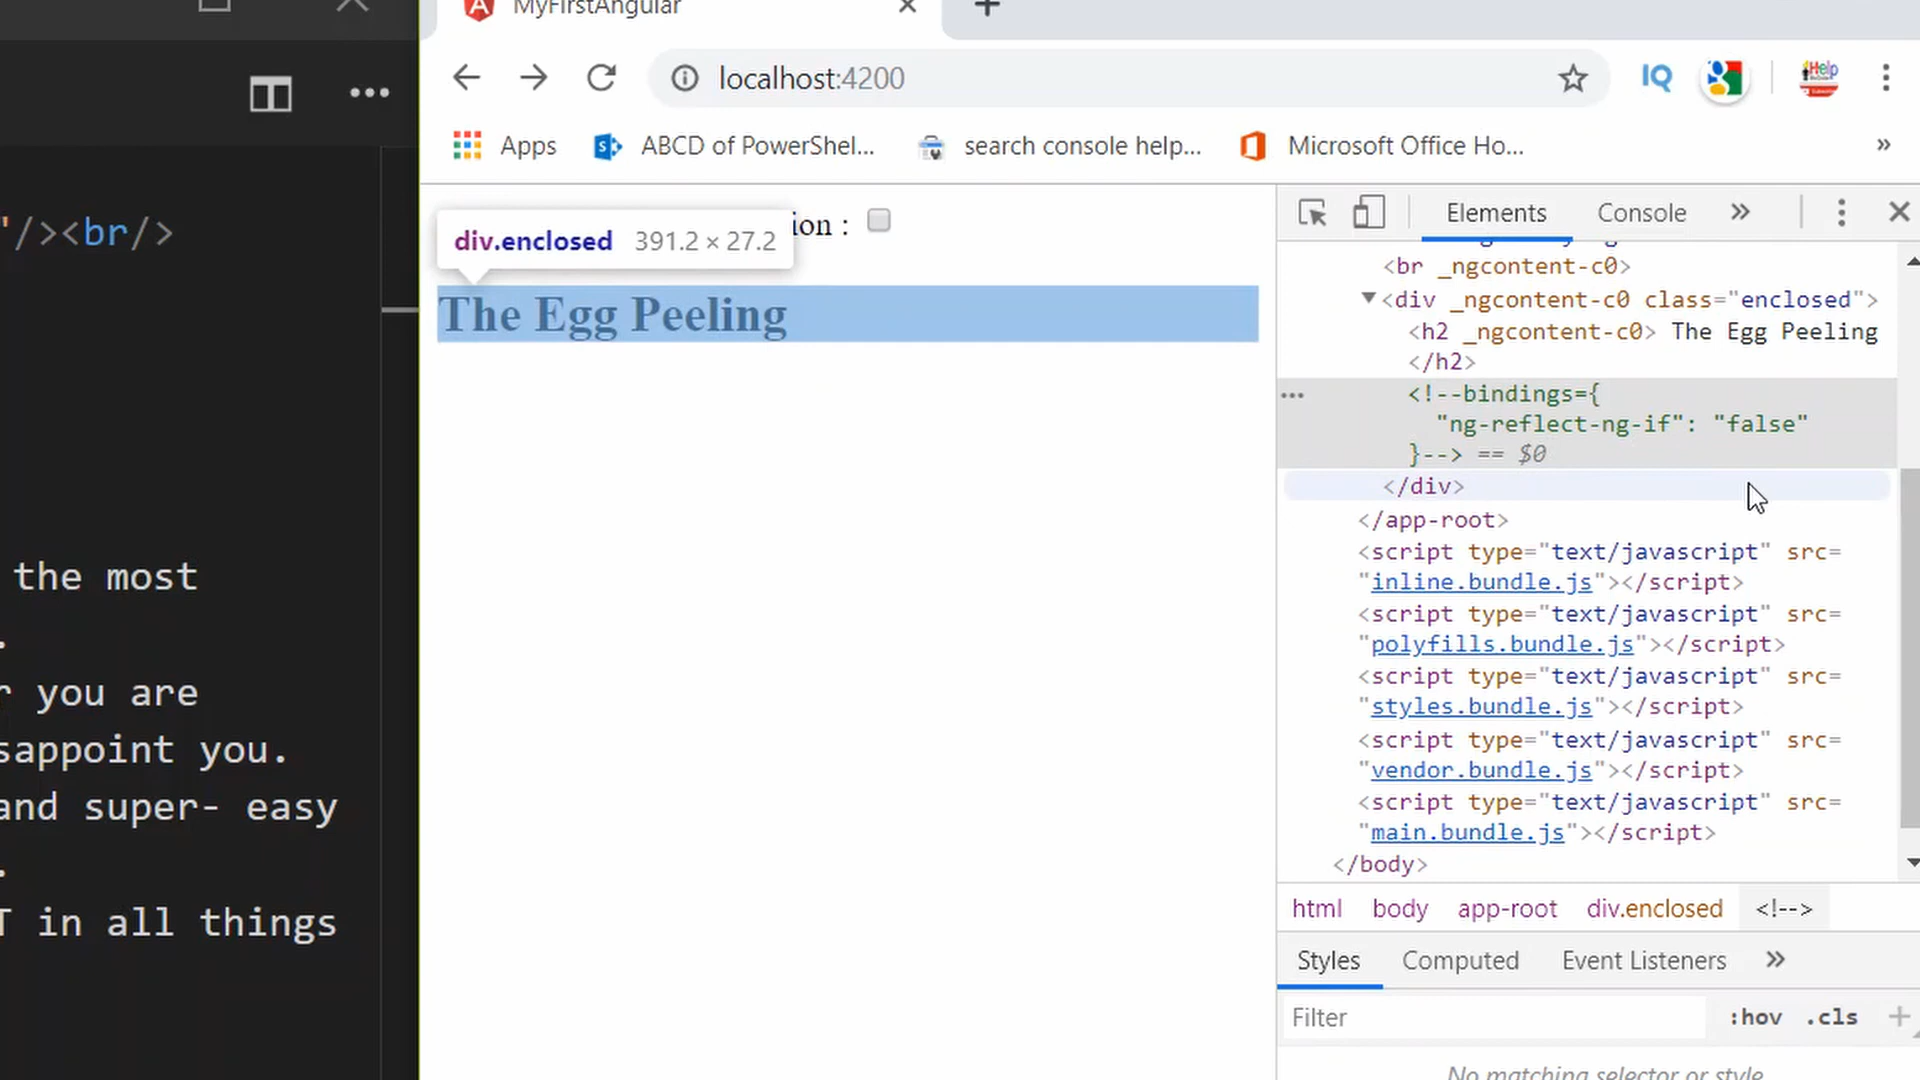 MyFirstAngular
localhost:4200
IQ
Help
Apps
ABCD of PowerShel...
search console help...
Microsoft Office Ho...
»
"/><br/>
the most
.
r you are
sappoint you.
and super- easy
.
T in all things
ion :
div.enclosed 391.2 × 27.2
The Egg Peeling
Elements Console »
<br _ngcontent-c0>
<div _ngcontent-c0 class="enclosed">
<h2 _ngcontent-c0> The Egg Peeling
</h2>
<!--bindings={
"ng-reflect-ng-if": "false"
}--> == $0
</div>
</app-root>
<script type="text/javascript" src=
"inline.bundle.js"></script>
<script type="text/javascript" src=
"polyfills.bundle.js"></script>
<script type="text/javascript" src=
"styles.bundle.js"></script>
<script type="text/javascript" src=
"vendor.bundle.js"></script>
<script type="text/javascript" src=
"main.bundle.js"></script>
</body>
html body app-root div.enclosed <!-->
Styles Computed Event Listeners »
Filter :hov .cls +
No matching selector or style